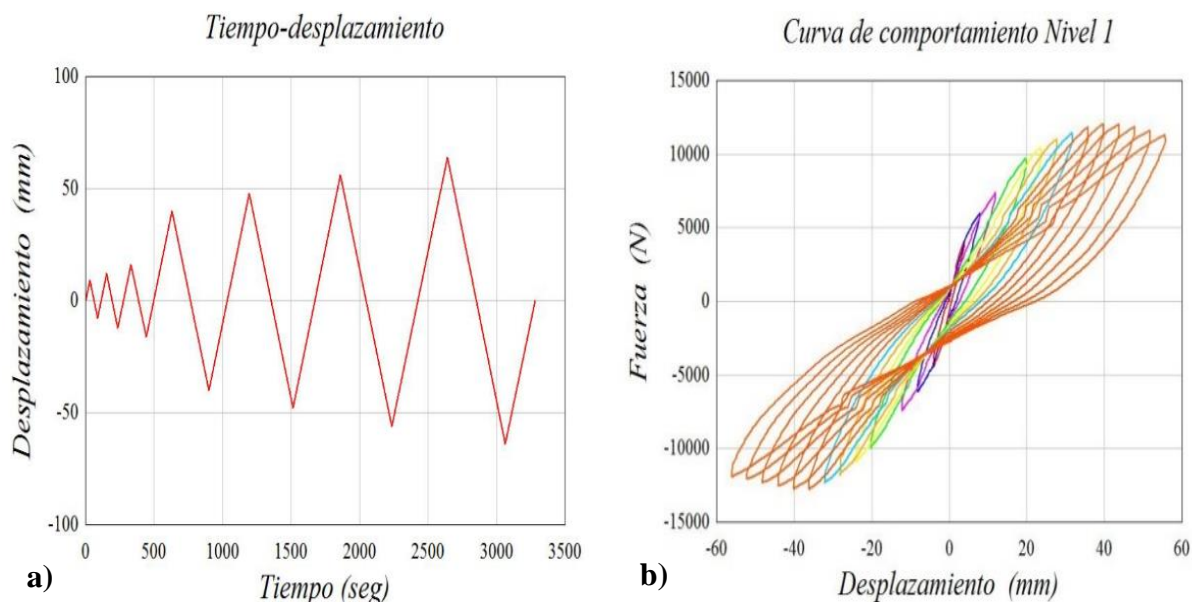 Tiempo-desplazamiento
100
50
0
-50
-100
Desplazamiento (mm)
0 500 1000 1500 2000 2500 3000 3500
Tiempo (seg)
a)
Curva de comportamiento Nivel 1
15000
10000
5000
0
-5000
-10000
-15000
Fuerza (N)
-60 -40 -20 0 20 40 60
Desplazamiento (mm)
b)